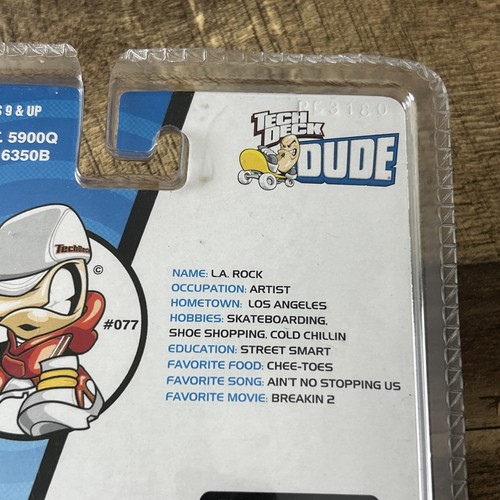 S 9 & UP
. 5900Q
6350B
RC3180
TECH
DECK
DUDE
TechDeck
©
#077
NAME: L.A. ROCK
OCCUPATION: ARTIST
HOMETOWN: LOS ANGELES
HOBBIES: SKATEBOARDING,
SHOE SHOPPING, COLD CHILLIN
EDUCATION: STREET SMART
FAVORITE FOOD: CHEE-TOES
FAVORITE SONG: AIN'T NO STOPPING US
FAVORITE MOVIE: BREAKIN 2